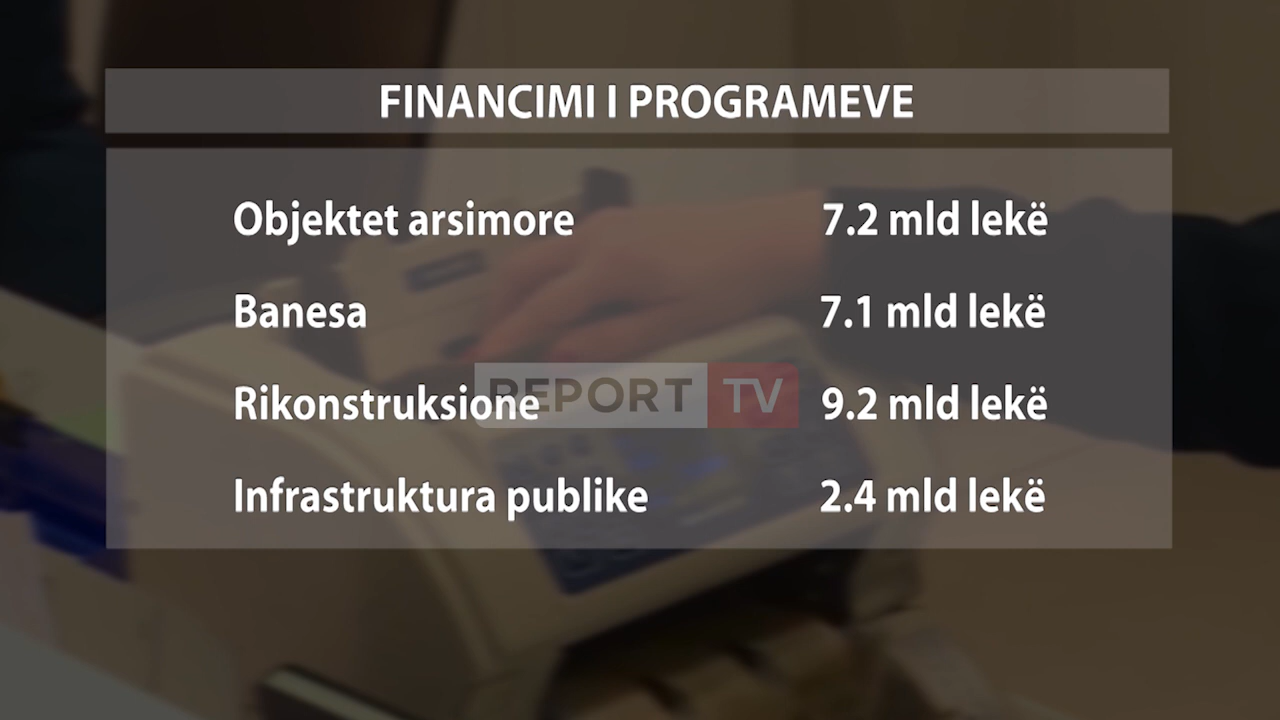 FINANCIMI I PROGRAMEVE
Objektet arsimore 7.2 mld lekë
Banesa 7.1 mld lekë
REPORT TV
Rikonstruksione 9.2 mld lekë
Infrastruktura publike 2.4 mld lekë